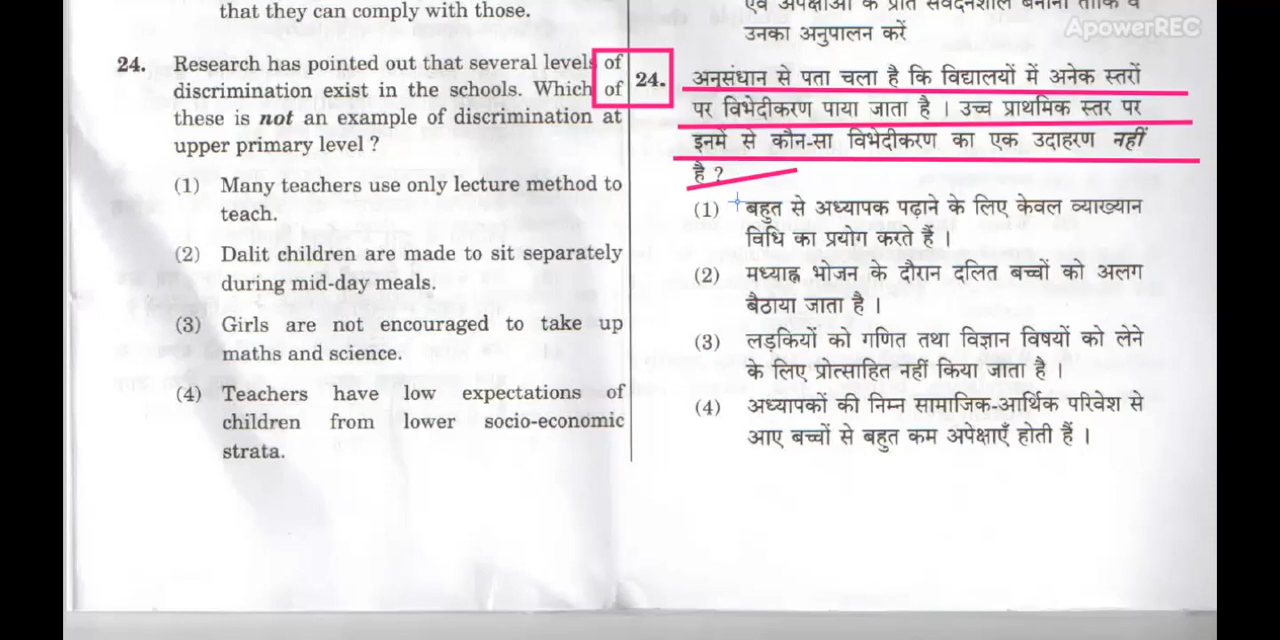 that they can comply with those.
24. Research has pointed out that several levels of
discrimination exist in the schools. Which of
these is not an example of discrimination at
upper primary level ?
(1) Many teachers use only lecture method to
teach.
(2) Dalit children are made to sit separately
during mid-day meals.
(3) Girls are not encouraged to take up
maths and science.
(4) Teachers have low expectations of
children from lower socio-economic
strata.
एवं अपेक्षाओं के प्रति संवेदनशील बनाना ताकि वे
उनका अनुपालन करें
ApowerREC
24. अनुसंधान से पता चला है कि विद्यालयों में अनेक स्तरों
पर विभेदीकरण पाया जाता है । उच्च प्राथमिक स्तर पर
इनमें से कौन-सा विभेदीकरण का एक उदाहरण नहीं
है ?
(1) बहुत से अध्यापक पढ़ाने के लिए केवल व्याख्यान
विधि का प्रयोग करते हैं ।
(2) मध्याह्न भोजन के दौरान दलित बच्चों को अलग
बैठाया जाता है ।
(3) लड़कियों को गणित तथा विज्ञान विषयों को लेने
के लिए प्रोत्साहित नहीं किया जाता है ।
(4) अध्यापकों की निम्न सामाजिक-आर्थिक परिवेश से
आए बच्चों से बहुत कम अपेक्षाएँ होती हैं ।